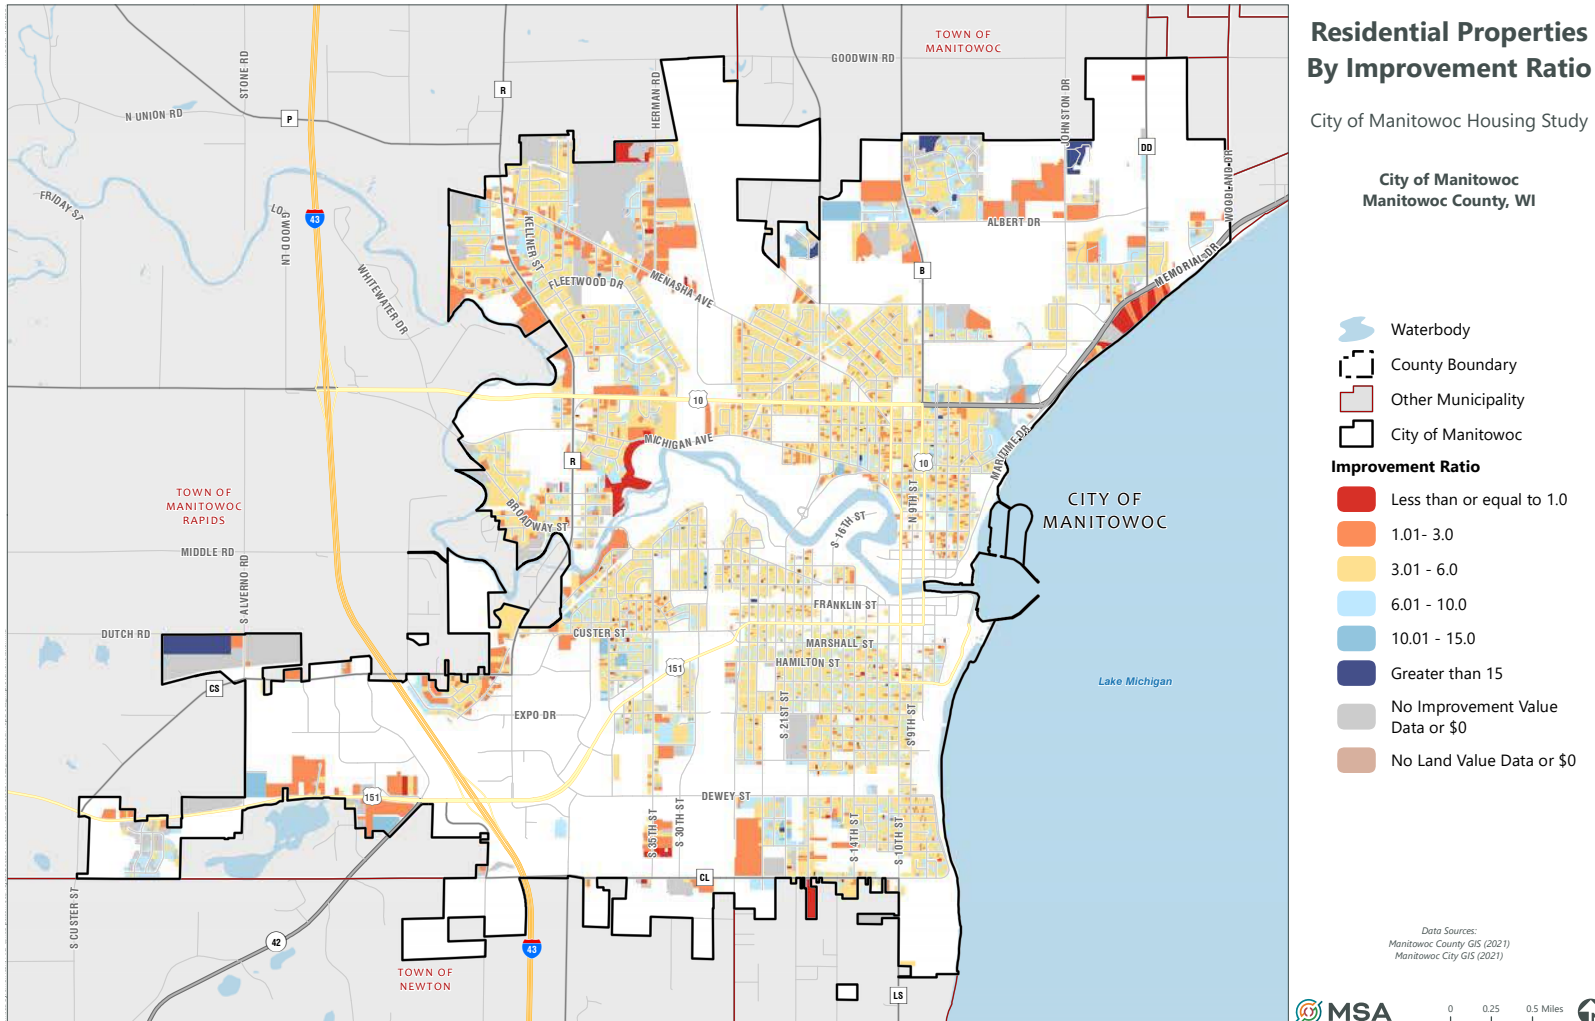 Residential Properties
By Improvement Ratio
City of Manitowoc Housing Study
City of Manitowoc
Manitowoc County, WI
Waterbody
County Boundary
Other Municipality
City of Manitowoc
Improvement Ratio
Less than or equal to 1.0
1.01- 3.0
3.01 - 6.0
6.01 - 10.0
10.01 - 15.0
Greater than 15
No Improvement Value
Data or $0
No Land Value Data or $0
Data Sources:
Manitowoc County GIS (2021)
Manitowoc City GIS (2021)
MSA
0 0.25 0.5 Miles
TOWN OF
MANITOWOC
GOODWIN RD
STONE RD
HERMAN RD
JOHNSTON DR
R
N UNION RD
P
DD
WOODLAND DR
FRIDAY ST
LOGWOOD LN
43
KELLNER ST
ALBERT DR
MEMORIAL DR
WHITEWATER DR
FLEETWOOD DR
MENASHA AVE
B
10
MICHIGAN AVE
R
10
MARITIME DR
N 9TH ST
TOWN OF
MANITOWOC
RAPIDS
BROADWAY ST
S 16TH ST
CITY OF
MANITOWOC
MIDDLE RD
S ALVERNO RD
FRANKLIN ST
DUTCH RD
CUSTER ST
MARSHALL ST
HAMILTON ST
151
CS
Lake Michigan
EXPO DR
S 21ST ST
S 9TH ST
151
DEWEY ST
S 35TH ST
S 30TH ST
S 14TH ST
S 10TH ST
CL
S CUSTER ST
42
43
TOWN OF
NEWTON
LS